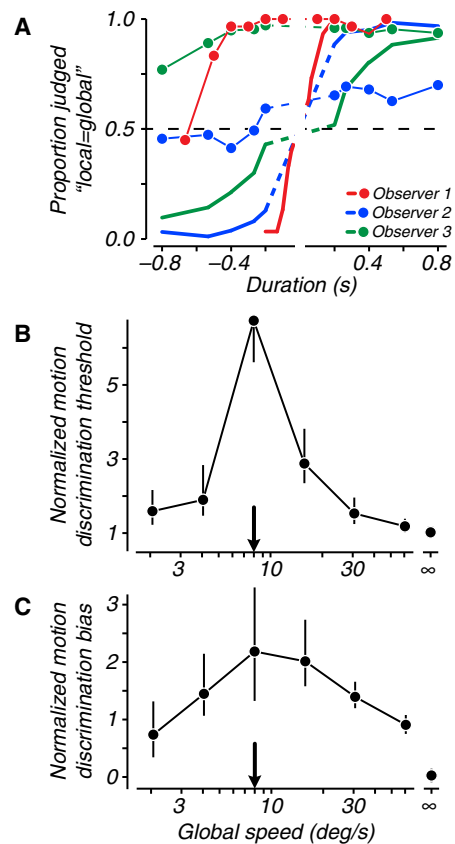 A
Proportion judged
“local=global”
1.0
0.5
0.0
Observer 1
Observer 2
Observer 3
−0.8
−0.4
0
0.4
0.8
Duration (s)
B
Normalized motion
discrimination threshold
5
3
1
3
10
30
∞
C
Normalized motion
discrimination bias
3
2
1
0
3
10
30
∞
Global speed (deg/s)